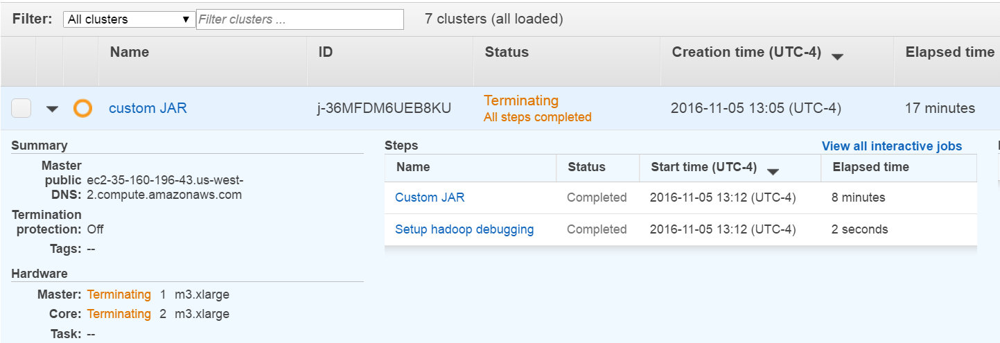 Filter: All clusters Filter clusters ... 7 clusters (all loaded)
Name ID Status Creation time (UTC-4) Elapsed time
custom JAR j-36MFDM6UEB8KU Terminating 2016-11-05 13:05 (UTC-4) 17 minutes
All steps completed
Summary
Master
public ec2-35-160-196-43.us-west-
DNS: 2.compute.amazonaws.com
Termination
protection: Off
Tags: --
Hardware
Master: Terminating 1 m3.xlarge
Core: Terminating 2 m3.xlarge
Task: --
Steps View all interactive jobs
Name Status Start time (UTC-4) Elapsed time
Custom JAR Completed 2016-11-05 13:12 (UTC-4) 8 minutes
Setup hadoop debugging Completed 2016-11-05 13:12 (UTC-4) 2 seconds